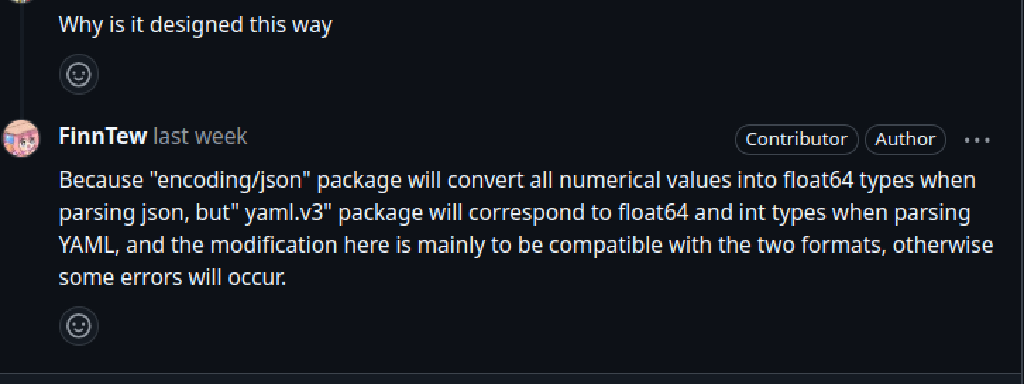 Why is it designed this way
FinnTew last week
Contributor
Author
Because "encoding/json" package will convert all numerical values into float64 types when
parsing json, but" yaml.v3" package will correspond to float64 and int types when parsing
YAML, and the modification here is mainly to be compatible with the two formats, otherwise
some errors will occur.